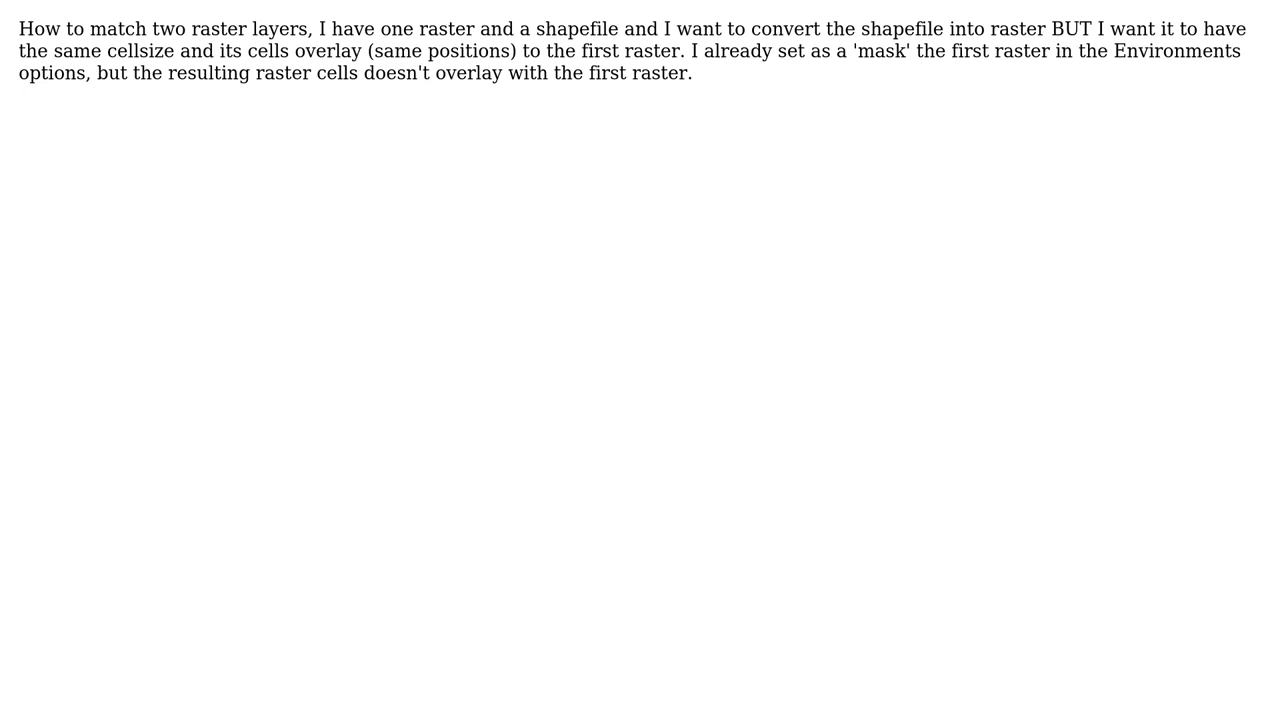 How to match two raster layers, I have one raster and a shapefile and I want to convert the shapefile into raster BUT I want it to have
the same cellsize and its cells overlay (same positions) to the first raster. I already set as a 'mask' the first raster in the Environments
options, but the resulting raster cells doesn't overlay with the first raster.